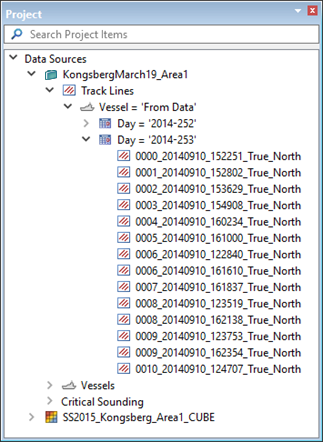 Project
Search Project Items
Data Sources
KongsbergMarch19_Area1
Track Lines
Vessel = 'From Data'
Day = '2014-252'
Day = '2014-253'
0000_20140910_152251_True_North
0001_20140910_152802_True_North
0002_20140910_153629_True_North
0003_20140910_154908_True_North
0004_20140910_160234_True_North
0005_20140910_161000_True_North
0006_20140910_122840_True_North
0006_20140910_161610_True_North
0007_20140910_161837_True_North
0008_20140910_123519_True_North
0008_20140910_162138_True_North
0009_20140910_123753_True_North
0009_20140910_162354_True_North
0010_20140910_124707_True_North
Vessels
Critical Sounding
SS2015_Kongsberg_Area1_CUBE